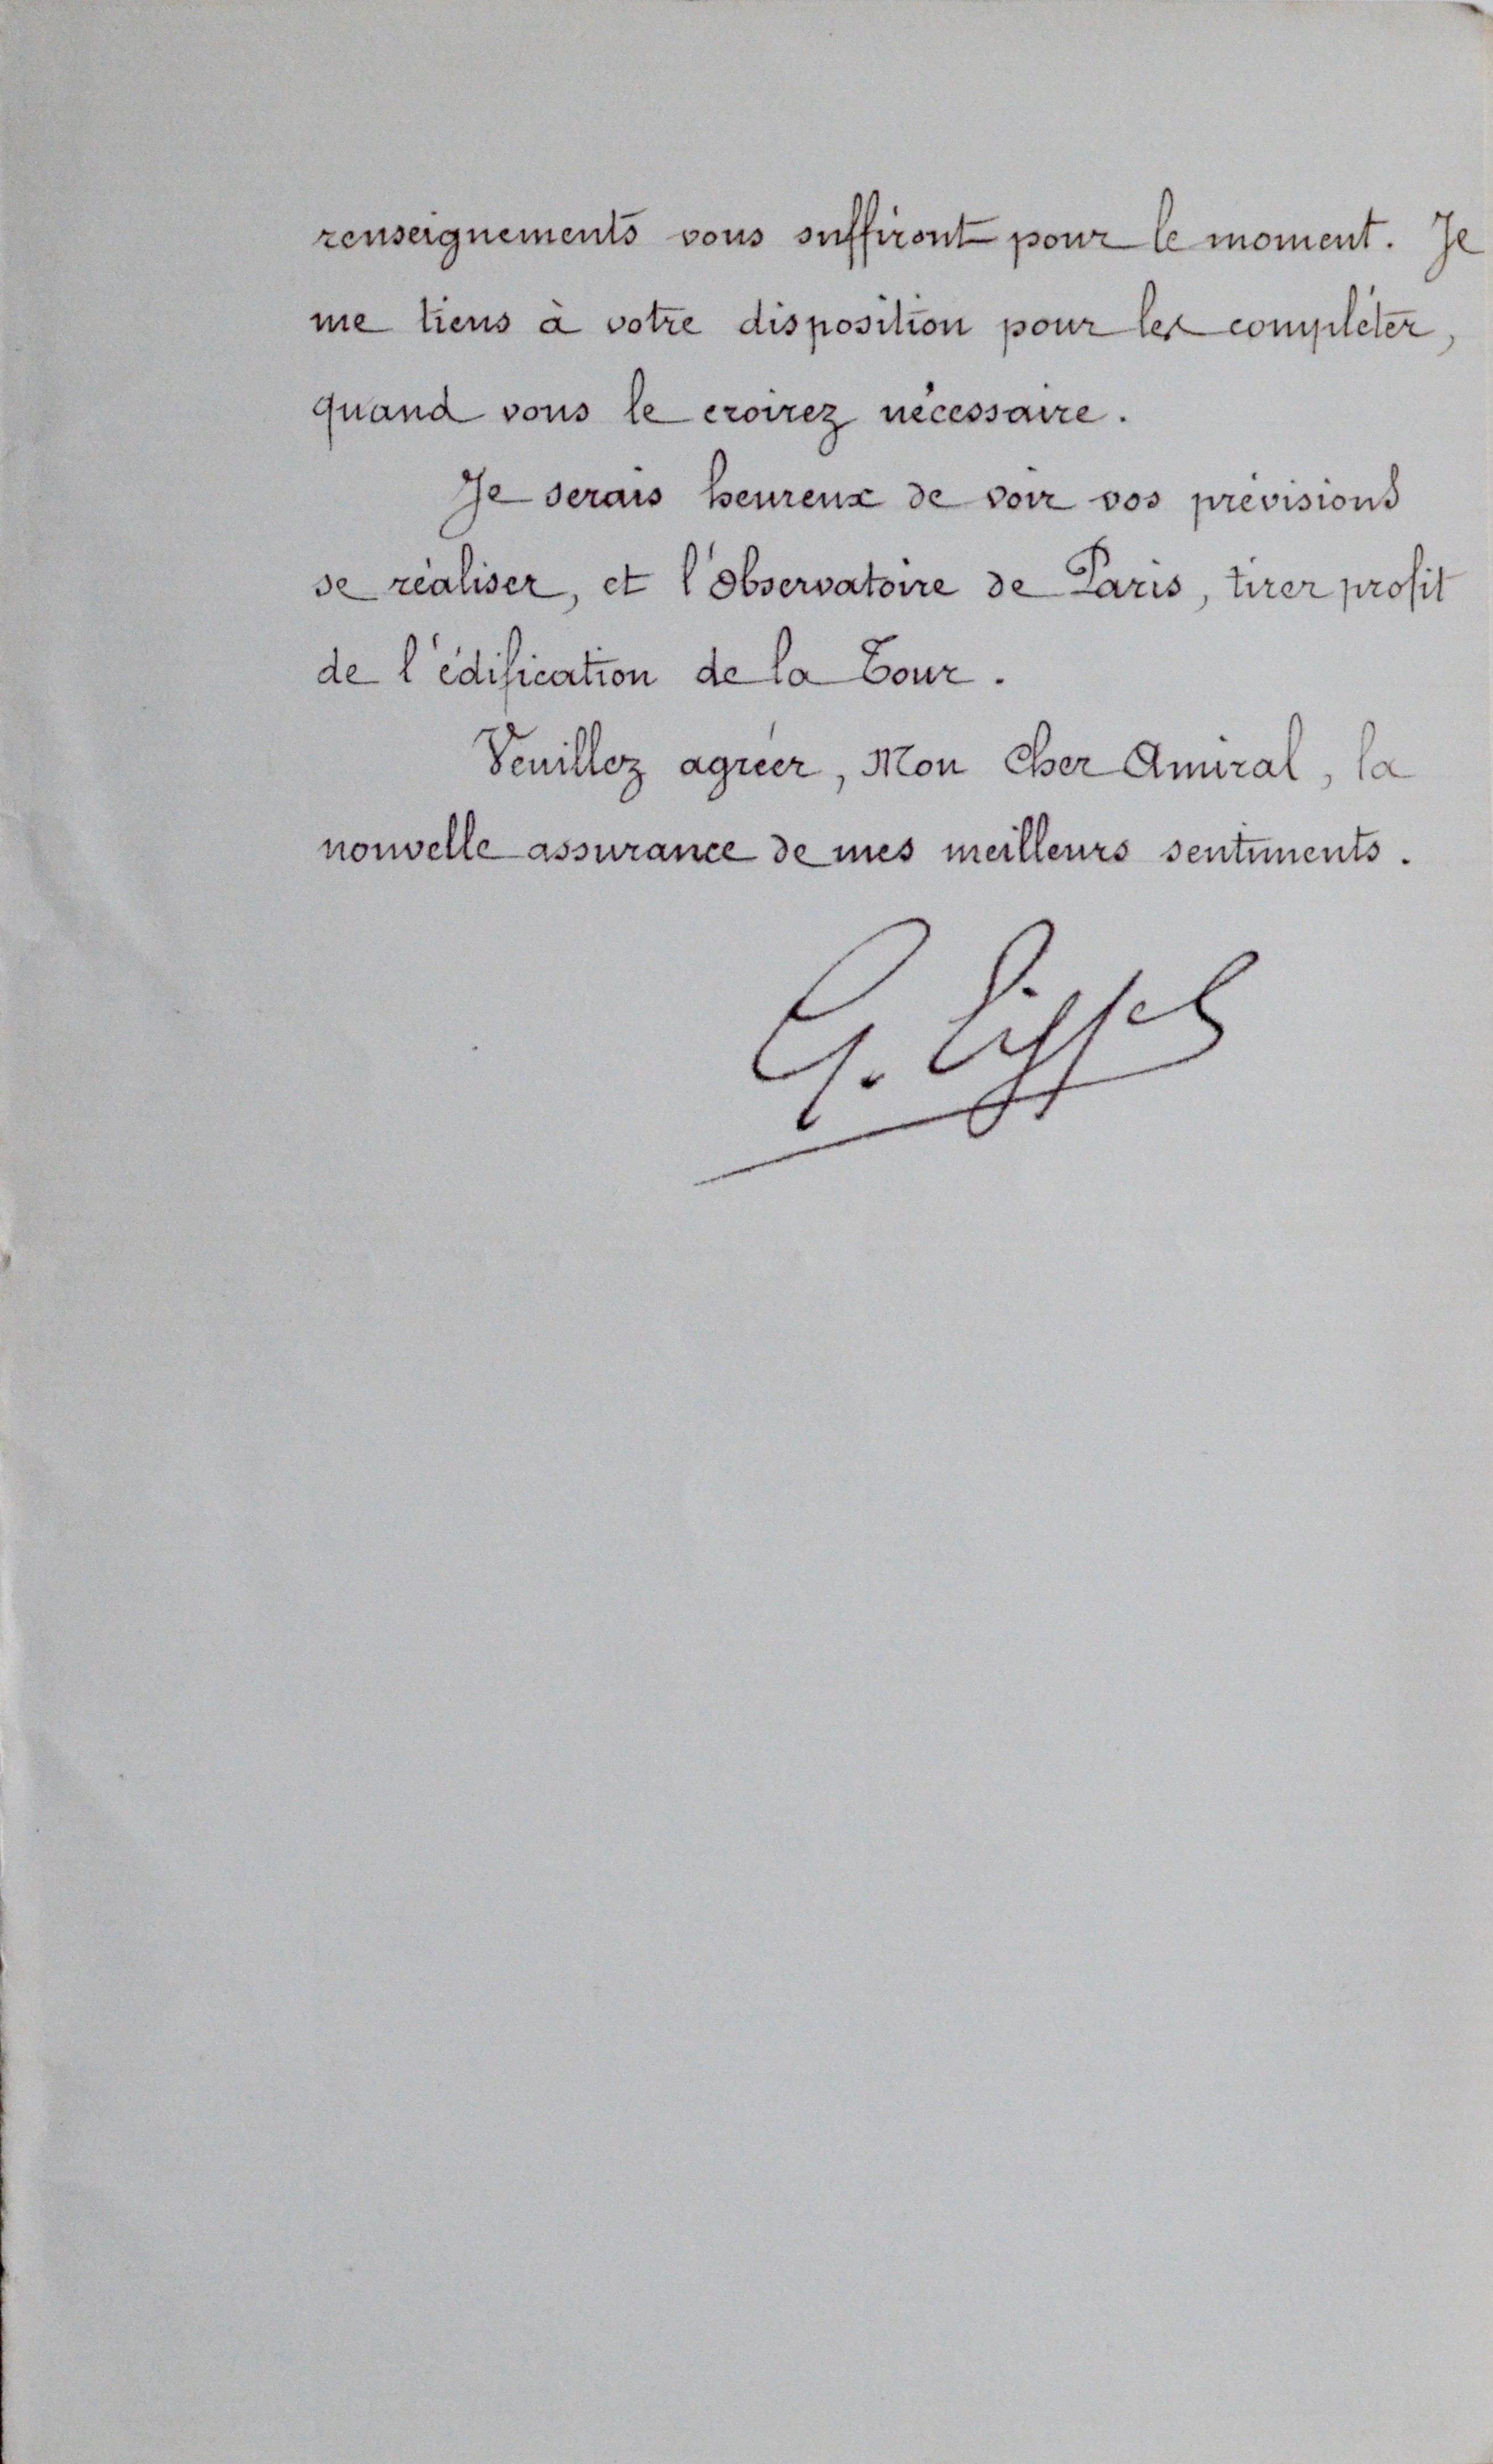 renseignements vous suffiront pour le moment. Je
me tiens à votre disposition pour les compléter,
quand vous le croirez nécessaire.
Je serais heureux de voir vos prévisions
se réaliser, et l'Observatoire de Paris, tirer profit
de l'édification de la Tour.
Veuillez agréer, Mon Cher Amiral, la
nouvelle assurance de mes meilleurs sentiments.
G. Eiffel